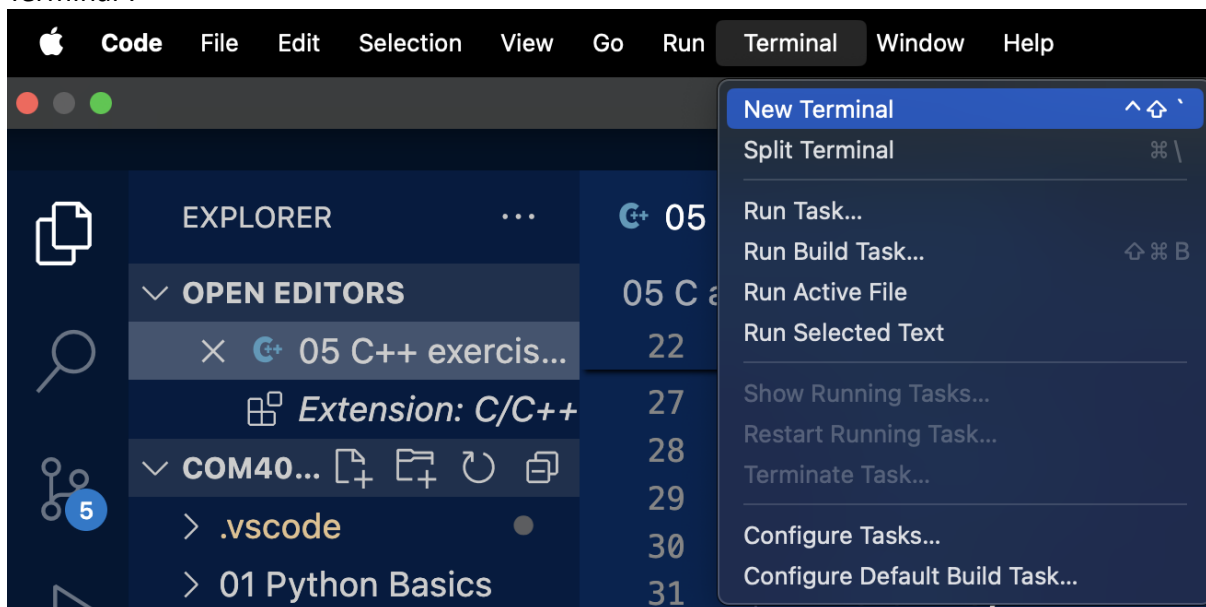 Code File Edit Selection View Go Run Terminal Window Help
New Terminal ^⇧`
Split Terminal ⌘\
Run Task...
Run Build Task... ⇧⌘B
Run Active File
Run Selected Text
Show Running Tasks...
Restart Running Task...
Terminate Task...
Configure Tasks...
Configure Default Build Task...
EXPLORER ...
OPEN EDITORS
05 C++ exercis...
Extension: C/C++
COM40...
5
.vscode
01 Python Basics
05
05 C
22
27
28
29
30
31